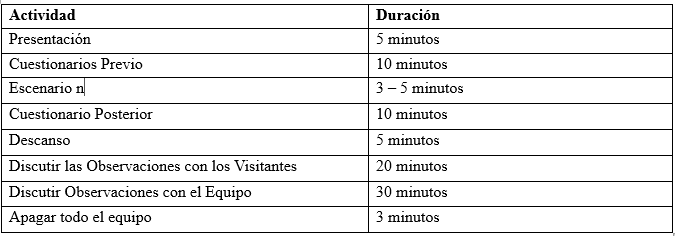 Actividad Duración
Presentación 5 minutos
Cuestionarios Previo 10 minutos
Escenario n 3 – 5 minutos
Cuestionario Posterior 10 minutos
Descanso 5 minutos
Discutir las Observaciones con los Visitantes 20 minutos
Discutir Observaciones con el Equipo 30 minutos
Apagar todo el equipo 3 minutos